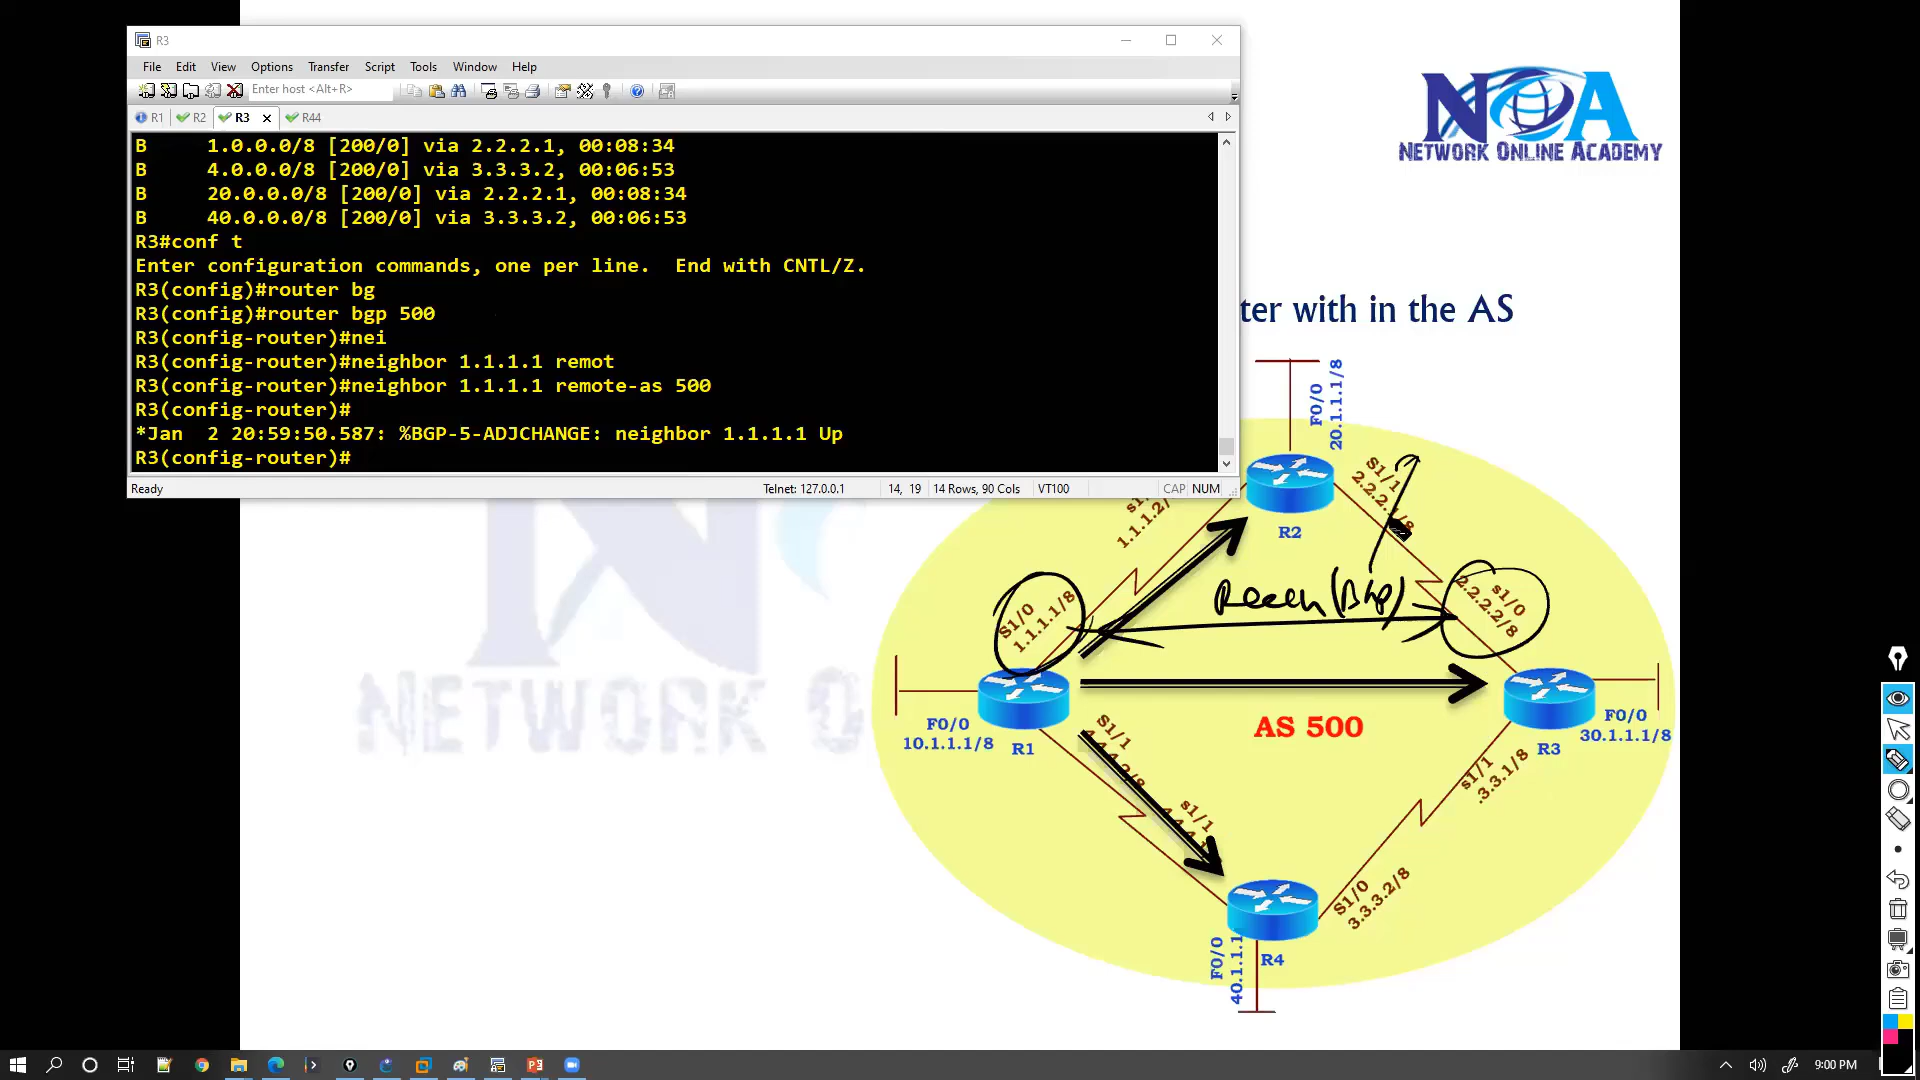 R3
File Edit View Options Transfer Script Tools Window Help
Enter host <Alt+R>
R1 R2 R3 R44
B 1.0.0.0/8 [200/0] via 2.2.2.1, 00:08:34
B 4.0.0.0/8 [200/0] via 3.3.3.2, 00:06:53
B 20.0.0.0/8 [200/0] via 2.2.2.1, 00:08:34
B 40.0.0.0/8 [200/0] via 3.3.3.2, 00:06:53
R3#conf t
Enter configuration commands, one per line. End with CNTL/Z.
R3(config)#router bg
R3(config)#router bgp 500
R3(config-router)#nei
R3(config-router)#neighbor 1.1.1.1 remot
R3(config-router)#neighbor 1.1.1.1 remote-as 500
R3(config-router)#
*Jan 2 20:59:50.587: %BGP-5-ADJCHANGE: neighbor 1.1.1.1 Up
R3(config-router)#
Ready Telnet: 127.0.0.1 14, 19 14 Rows, 90 Cols VT100 CAP NUM
NOA
NETWORK ONLINE ACADEMY
ter with in the AS
F0/0
20.1.1.1/8
S1/1
2.2.2.
/8
R2
1.1.1.2/
S1/0
1.1.1.1/8
(Bgp)
s1/0
2.2.2.2/8
F0/0
10.1.1.1/8
R1
AS 500
R3
F0/0
30.1.1.1/8
S1/1
s1/1
s1/1
.3.3.1/8
S1/0
3.3.3.2/8
R4
F0/0
40.1.1.1
NETWORK O
9:00 PM